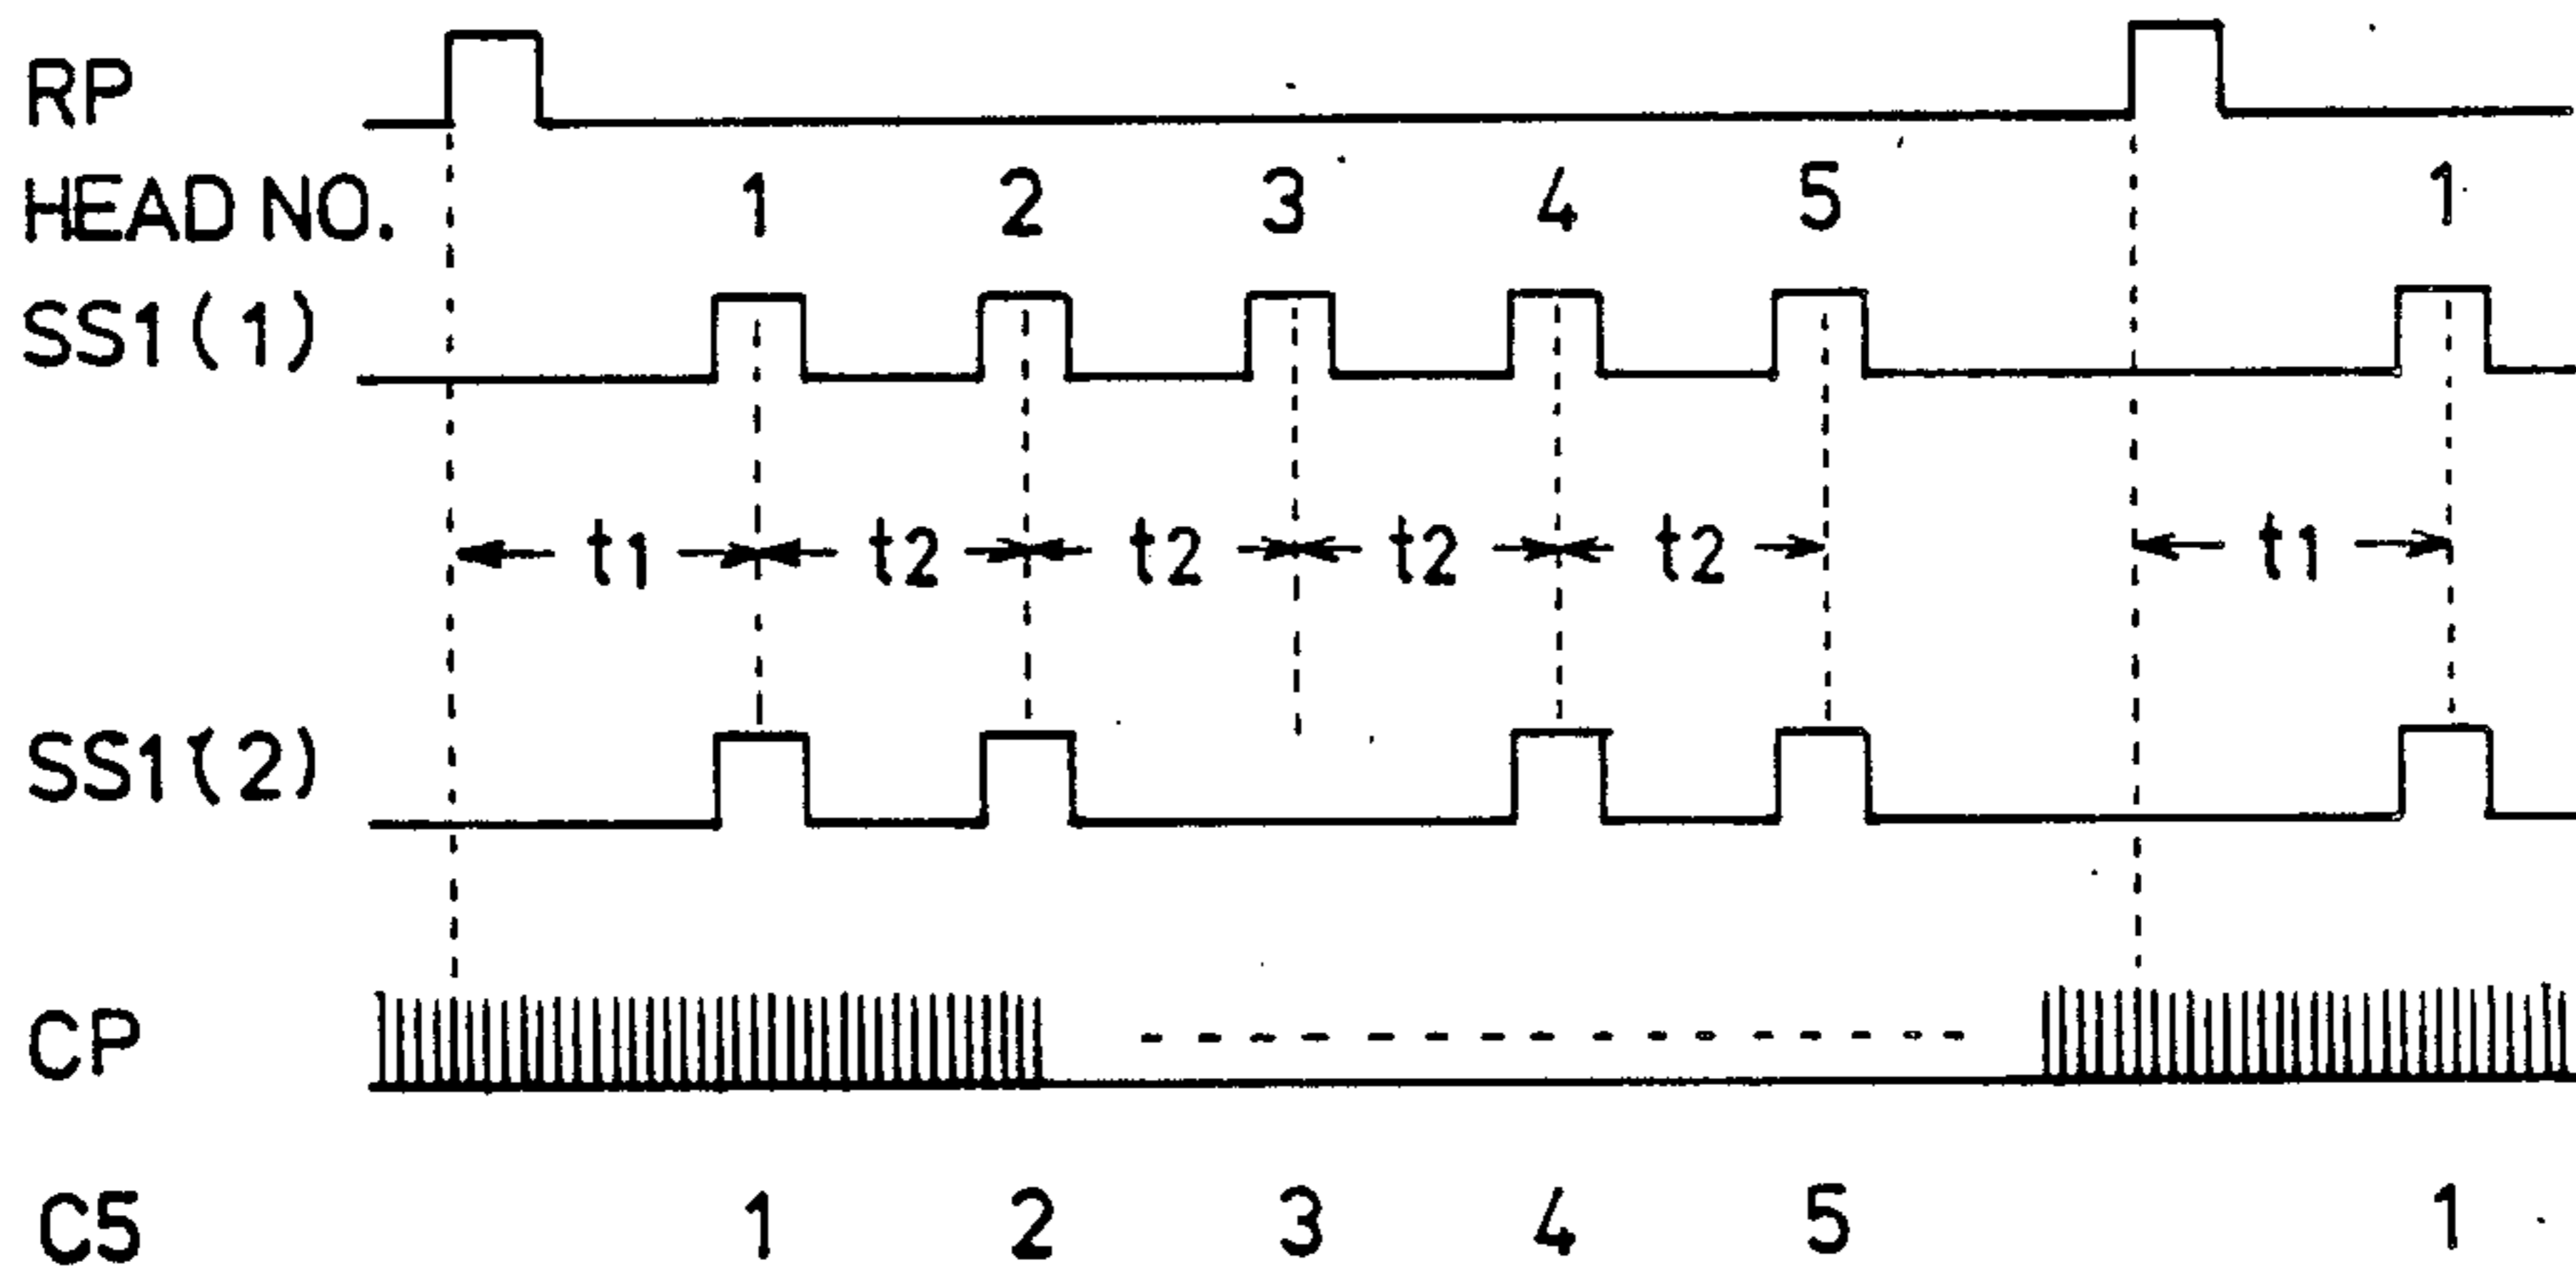 RP
HEAD NO. 1 2 3 4 5 1
SS1(1)
t1 t2 t2 t2 t2 t1
SS1(2)
CP
C5 1 2 3 4 5 1